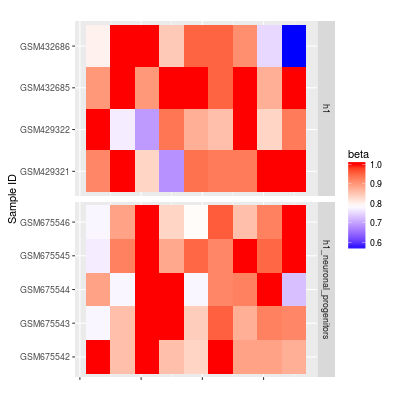 GSM432686
GSM432685
GSM429322
GSM429321
h1
GSM675546
GSM675545
GSM675544
GSM675543
GSM675542
h1_neuronal_progenitors
Sample ID
beta
1.0
0.9
0.8
0.7
0.6